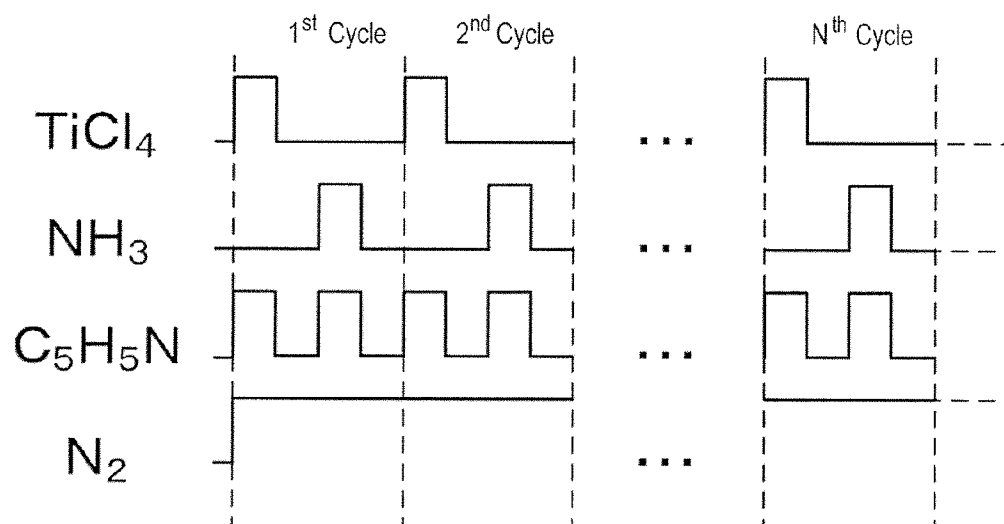 1st Cycle 2nd Cycle Nth Cycle
TiCl4
...
NH3
...
C5H5N
...
N2
...